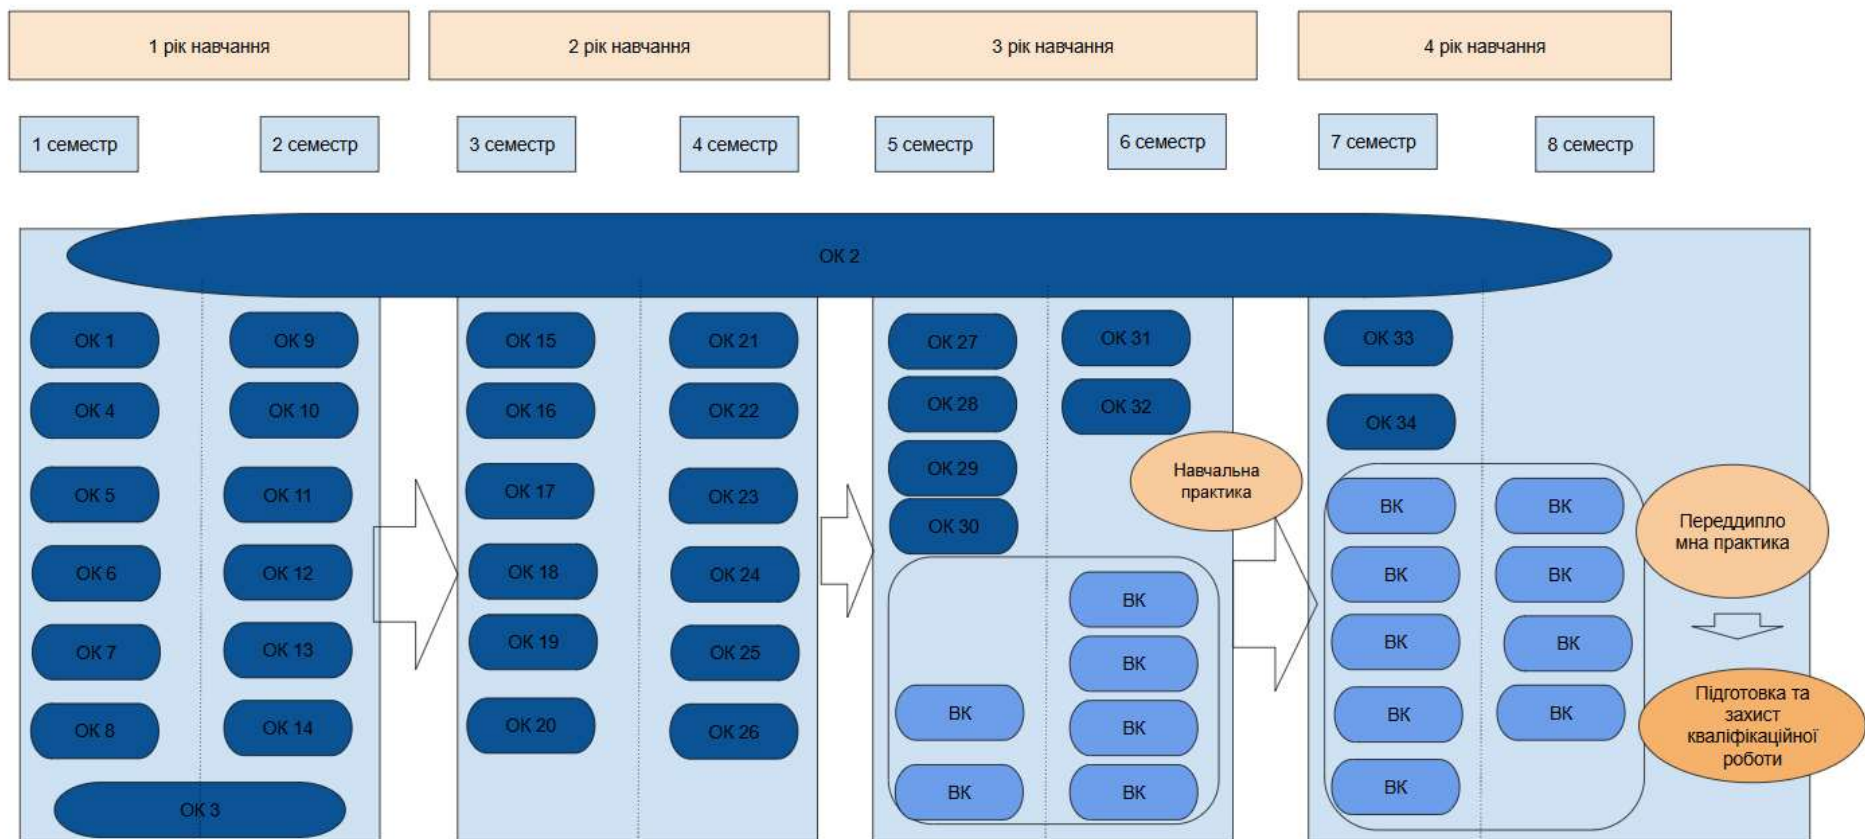 1 рік навчання
2 рік навчання
3 рік навчання
4 рік навчання
1 семестр
2 семестр
3 семестр
4 семестр
5 семестр
6 семестр
7 семестр
8 семестр
ОК 2
ОК 1
ОК 4
ОК 5
ОК 6
ОК 7
ОК 8
ОК 9
ОК 10
ОК 11
ОК 12
ОК 13
ОК 14
ОК 3
ОК 15
ОК 16
ОК 17
ОК 18
ОК 19
ОК 20
ОК 21
ОК 22
ОК 23
ОК 24
ОК 25
ОК 26
ОК 27
ОК 28
ОК 29
ОК 30
ВК
ВК
ОК 31
ОК 32
Навчальна
практика
ВК
ВК
ВК
ВК
ОК 33
ОК 34
ВК
ВК
ВК
ВК
ВК
ВК
ВК
ВК
ВК
Переддипло
мна практика
Підготовка та
захист
кваліфікаційної
роботи